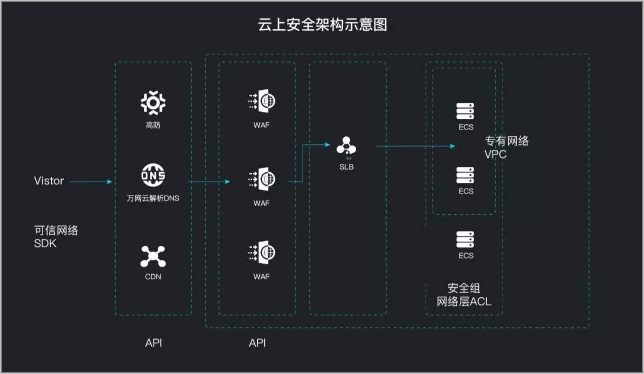 云上安全架构示意图
Vistor
可信网络
SDK
高防
万网云解析DNS
CDN
API
WAF
WAF
WAF
API
SLB
ECS
ECS
ECS
专有网络
VPC
安全组
网络层ACL